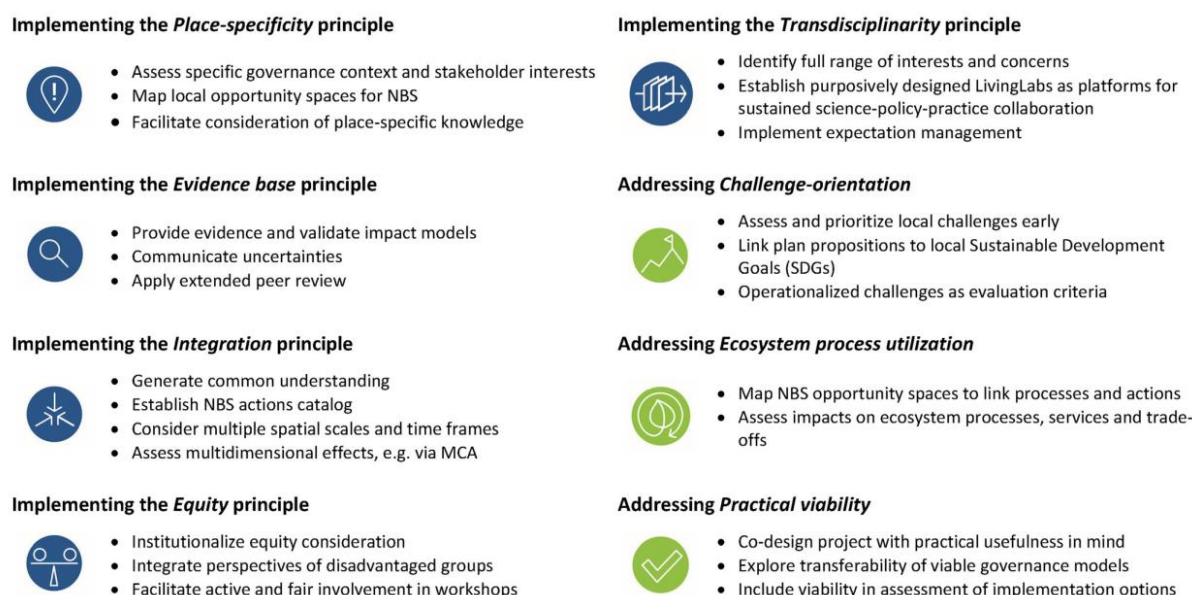 Implementing the Place-specificity principle
• Assess specific governance context and stakeholder interests
• Map local opportunity spaces for NBS
• Facilitate consideration of place-specific knowledge
Implementing the Evidence base principle
• Provide evidence and validate impact models
• Communicate uncertainties
• Apply extended peer review
Implementing the Integration principle
• Generate common understanding
• Establish NBS actions catalog
• Consider multiple spatial scales and time frames
• Assess multidimensional effects, e.g. via MCA
Implementing the Equity principle
• Institutionalize equity consideration
• Integrate perspectives of disadvantaged groups
• Facilitate active and fair involvement in workshops
Implementing the Transdisciplinarity principle
• Identify full range of interests and concerns
• Establish purposively designed LivingLabs as platforms for
sustained science-policy-practice collaboration
• Implement expectation management
Addressing Challenge-orientation
• Assess and prioritize local challenges early
• Link plan propositions to local Sustainable Development
Goals (SDGs)
• Operationalized challenges as evaluation criteria
Addressing Ecosystem process utilization
• Map NBS opportunity spaces to link processes and actions
• Assess impacts on ecosystem processes, services and trade-
offs
Addressing Practical viability
• Co-design project with practical usefulness in mind
• Explore transferability of viable governance models
• Include viability in assessment of implementation options